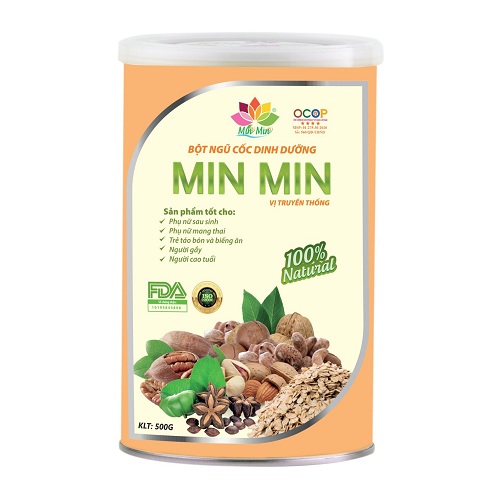 Min Min ®
OCOP
BỘT NGŨ CỐC DINH DƯỠNG
MIN MIN
VỊ TRUYỀN THỐNG
Sản phẩm tốt cho:
Phụ nữ sau sinh
Phụ nữ mang thai
Trẻ táo bón và biếng ăn
Người gầy
Người cao tuổi
100%
Natural
FDA
ISO
KLT: 500G